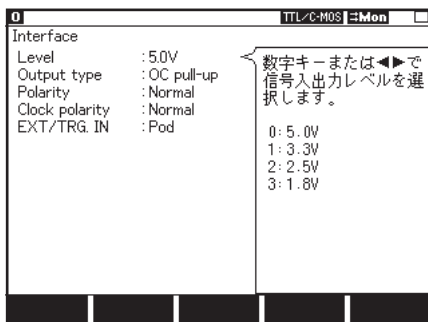 0 TTL/C-MOS ⇄Mon
Interface
Level :5.0V
Output type :OC pull-up
Polarity :Normal
Clock polarity :Normal
EXT/TRG. IN :Pod
数字キーまたは◀▶で
信号入出力レベルを選
択します。
0:5.0V
1:3.3V
2:2.5V
3:1.8V